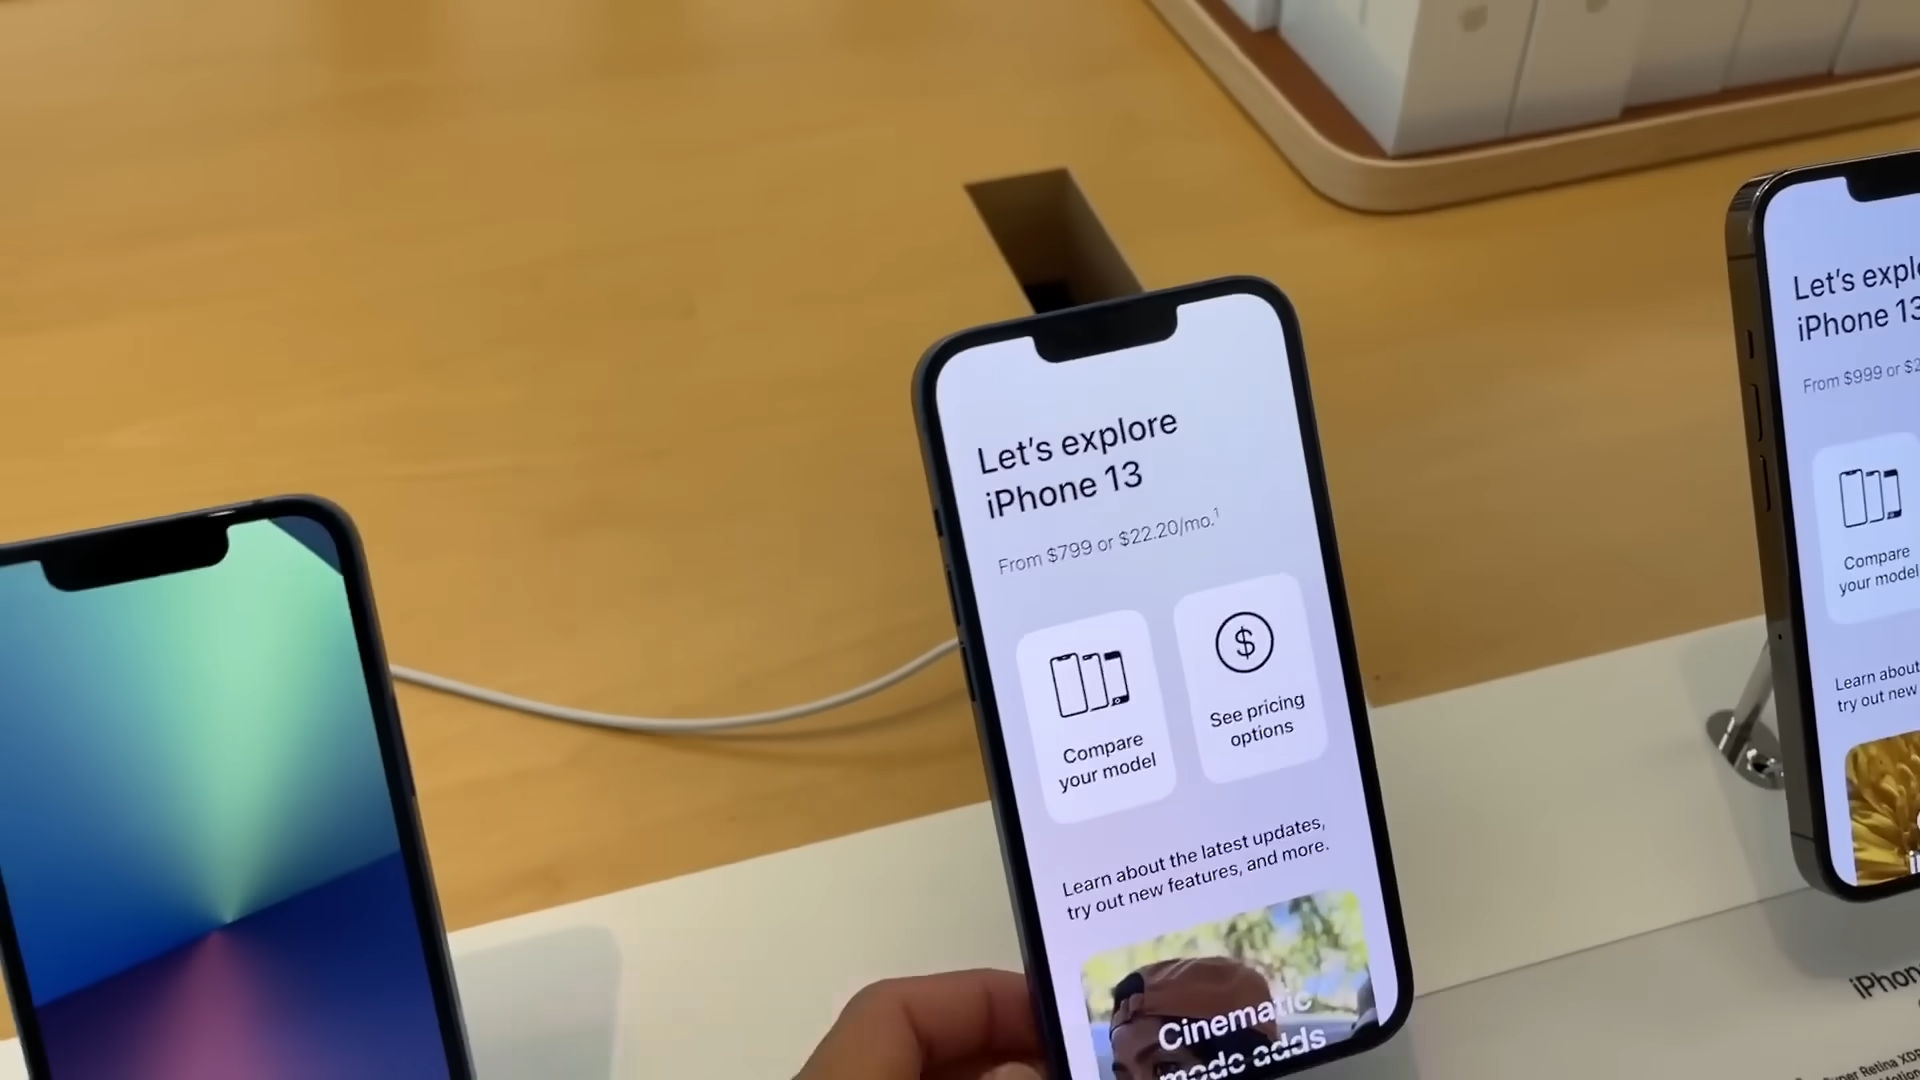 Let's explore
iPhone 13
From $799 or $22.20/mo.¹
$
Compare
your model
See pricing
options
Learn about the latest updates,
try out new features, and more.
Cinematic
mode adds
Let's
iPhone 13
From $999 or
Compare
your model
Learn about
try out new
Retina